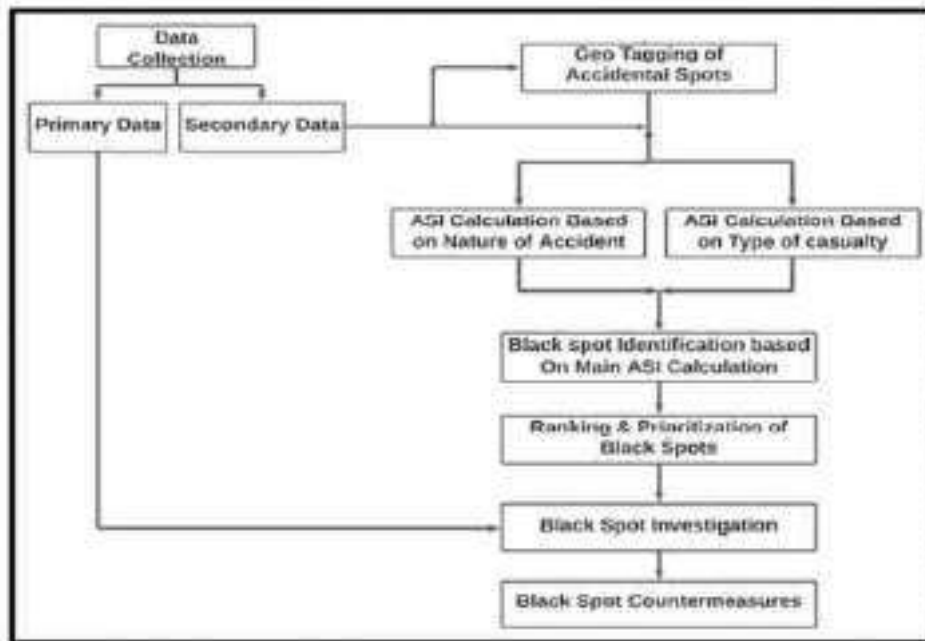 Data
Collection
Geo Tagging of
Accidental Spots
Primary Data
Secondary Data
ASI Calculation Based
on Nature of Accident
ASI Calculation Based
on Type of casualty
Black spot Identification based
On Main ASI Calculation
Ranking & Prioritization of
Black Spots
Black Spot Investigation
Black Spot Countermeasures